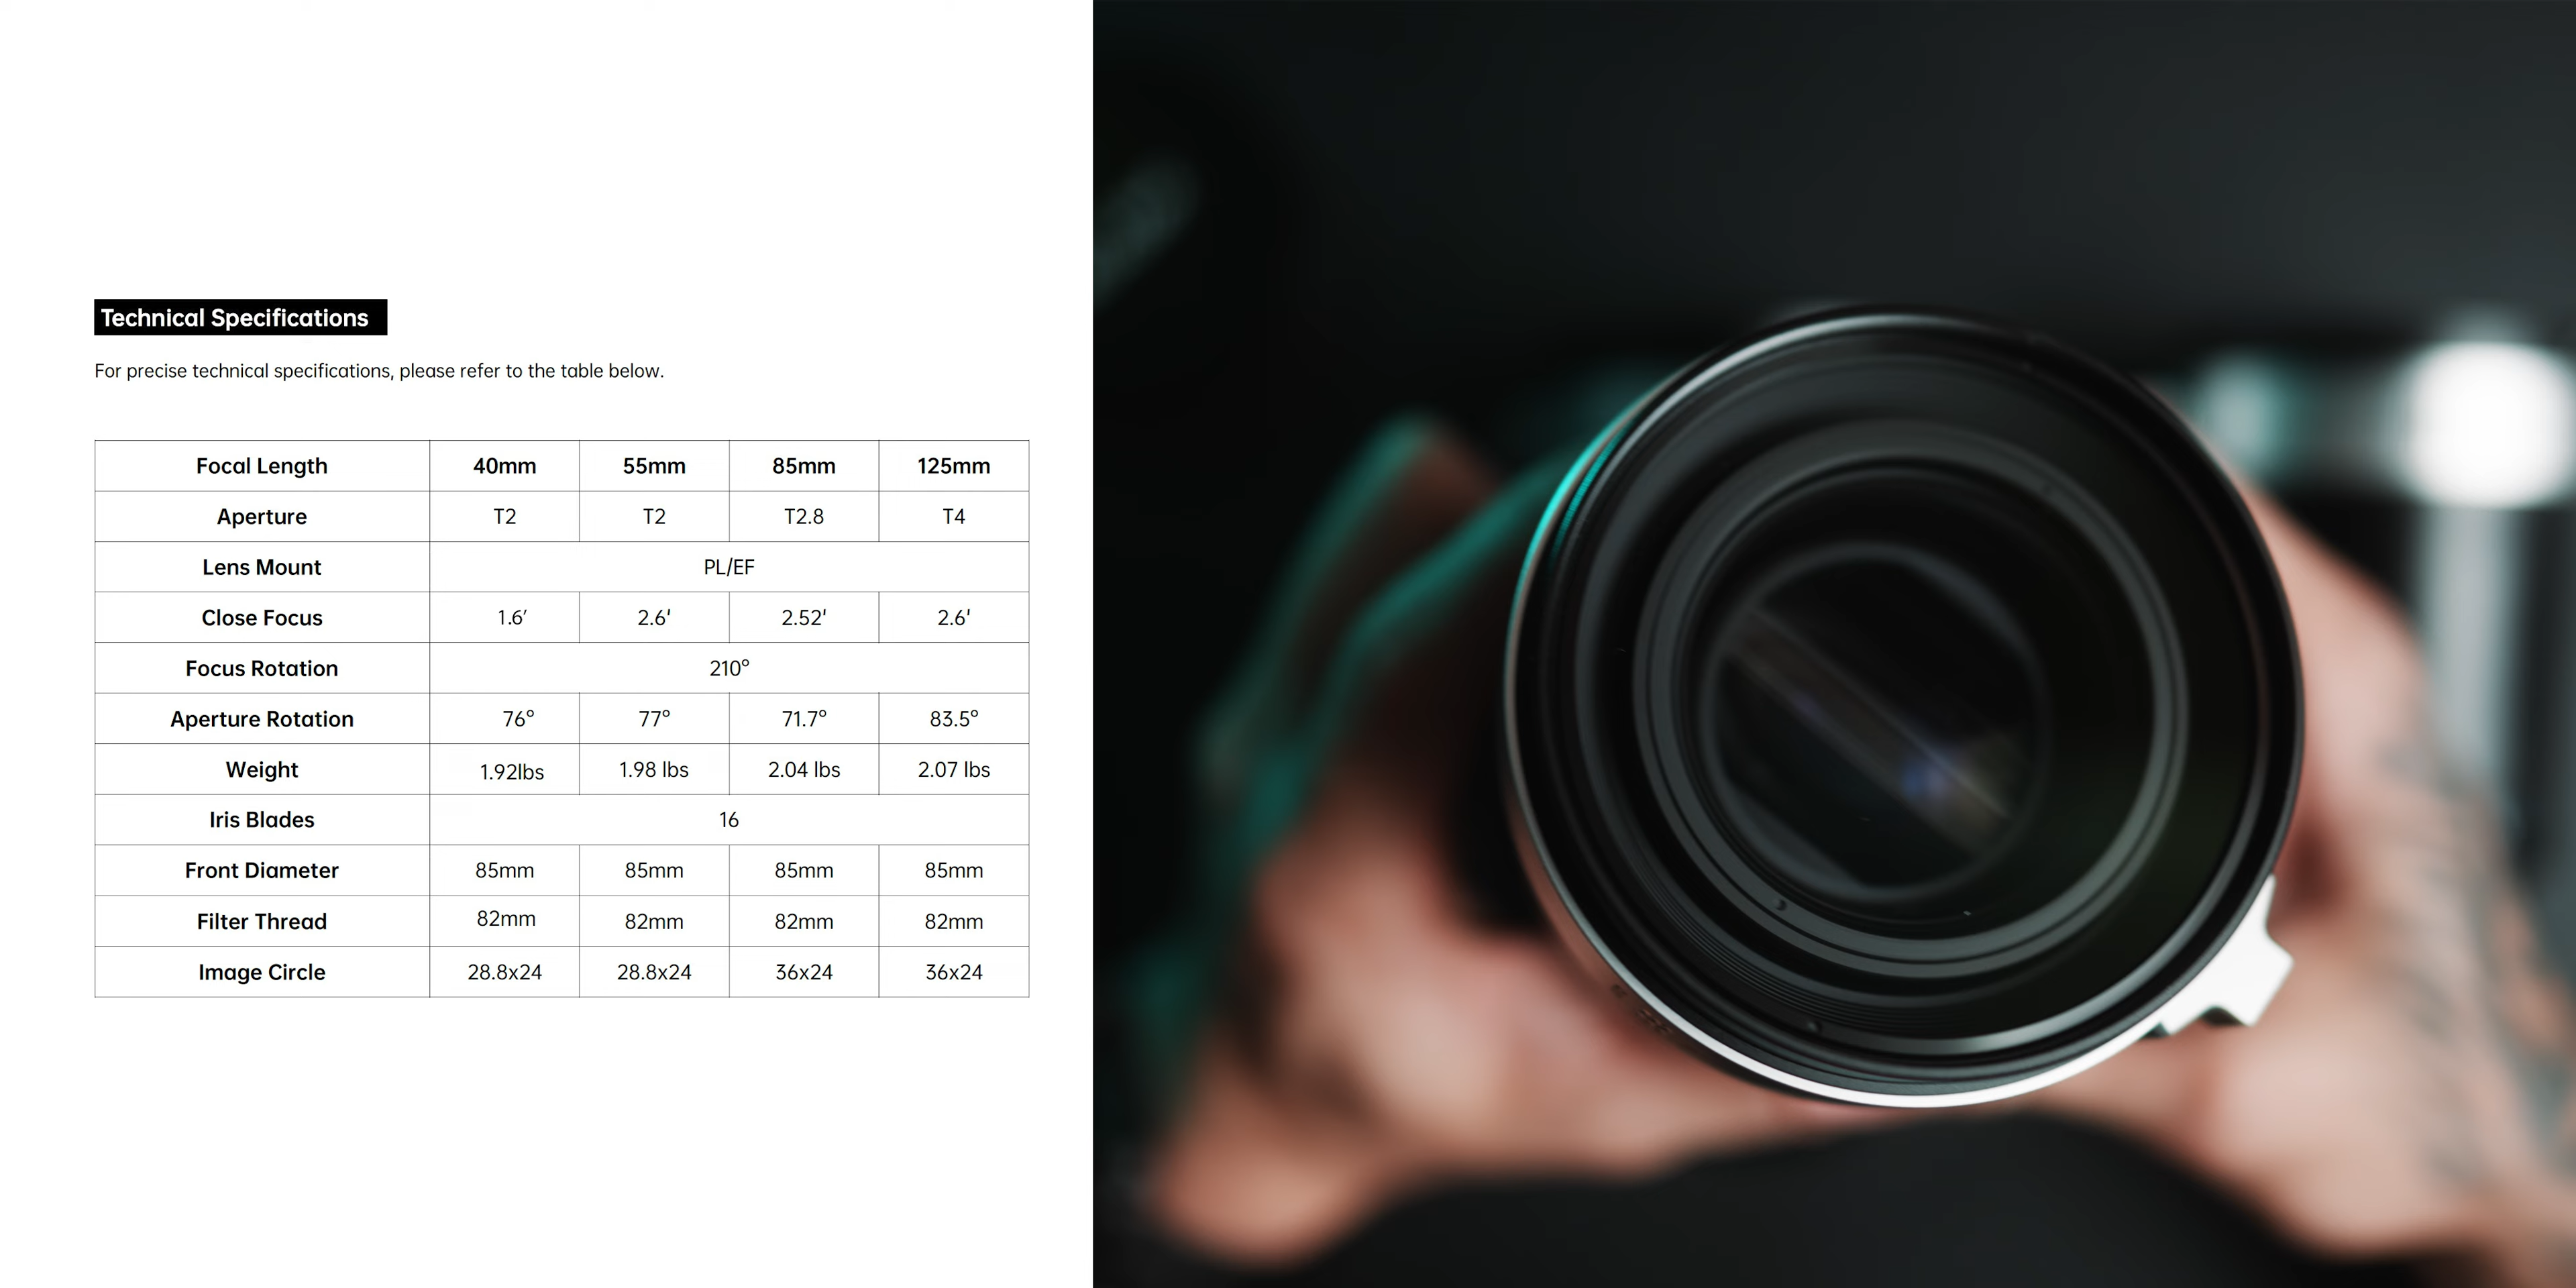 Technical Specifications
For precise technical specifications, please refer to the table below.
Focal Length 40mm 55mm 85mm 125mm
Aperture T2 T2 T2.8 T4
Lens Mount PL/EF
Close Focus 1.6′ 2.6' 2.52' 2.6'
Focus Rotation 210°
Aperture Rotation 76° 77° 71.7° 83.5°
Weight 1.92lbs 1.98 lbs 2.04 lbs 2.07 lbs
Iris Blades 16
Front Diameter 85mm 85mm 85mm 85mm
Filter Thread 82mm 82mm 82mm 82mm
Image Circle 28.8x24 28.8x24 36x24 36x24